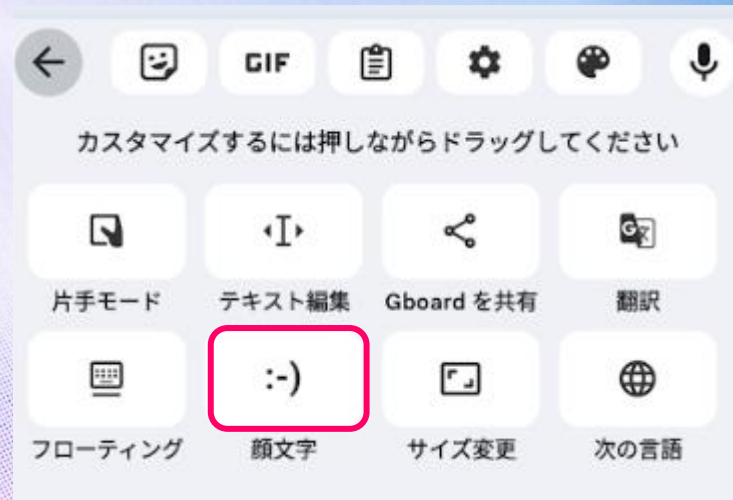 GIF
カスタマイズするには押しながらドラッグしてください
片手モード テキスト編集 Gboard を共有 翻訳
:-)
フローティング 顔文字 サイズ変更 次の言語